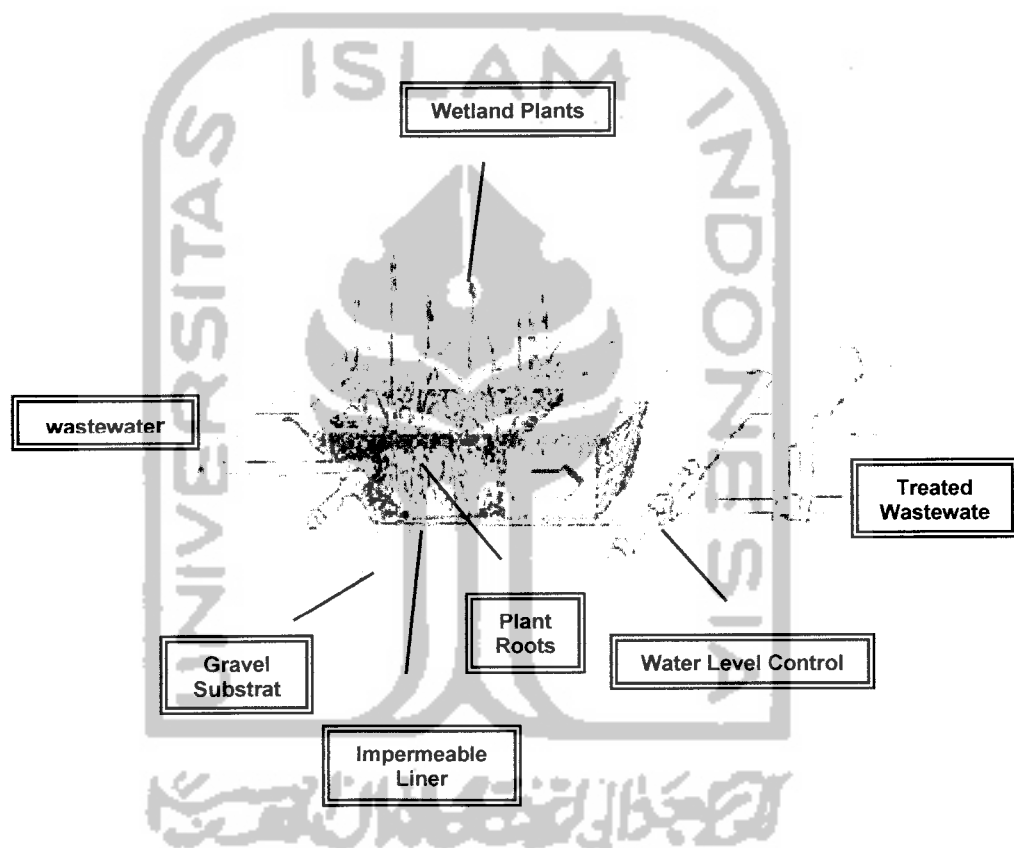 ISLAM
UNIVERSITAS
INDONESIA
Wetland Plants
wastewater
Treated
Wastewate
Plant
Roots
Water Level Control
Gravel
Substrat
Impermeable
Liner